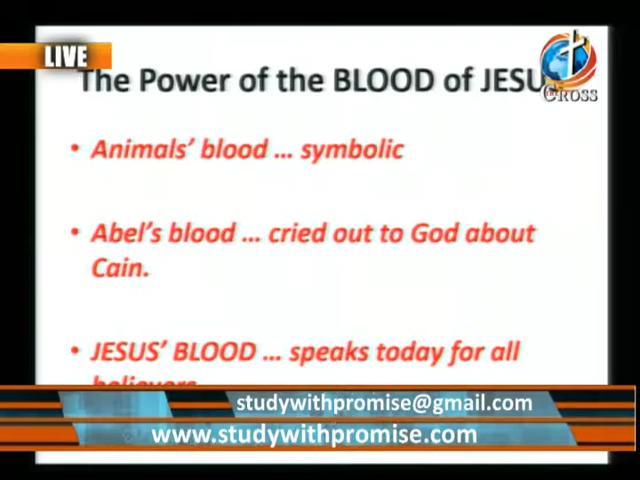 LIVE
The Power of the BLOOD of JESU
CROSS
• Animals’ blood ... symbolic
• Abel’s blood ... cried out to God about
Cain.
• JESUS’ BLOOD ... speaks today for all
believers
studywithpromise@gmail.com
www.studywithpromise.com